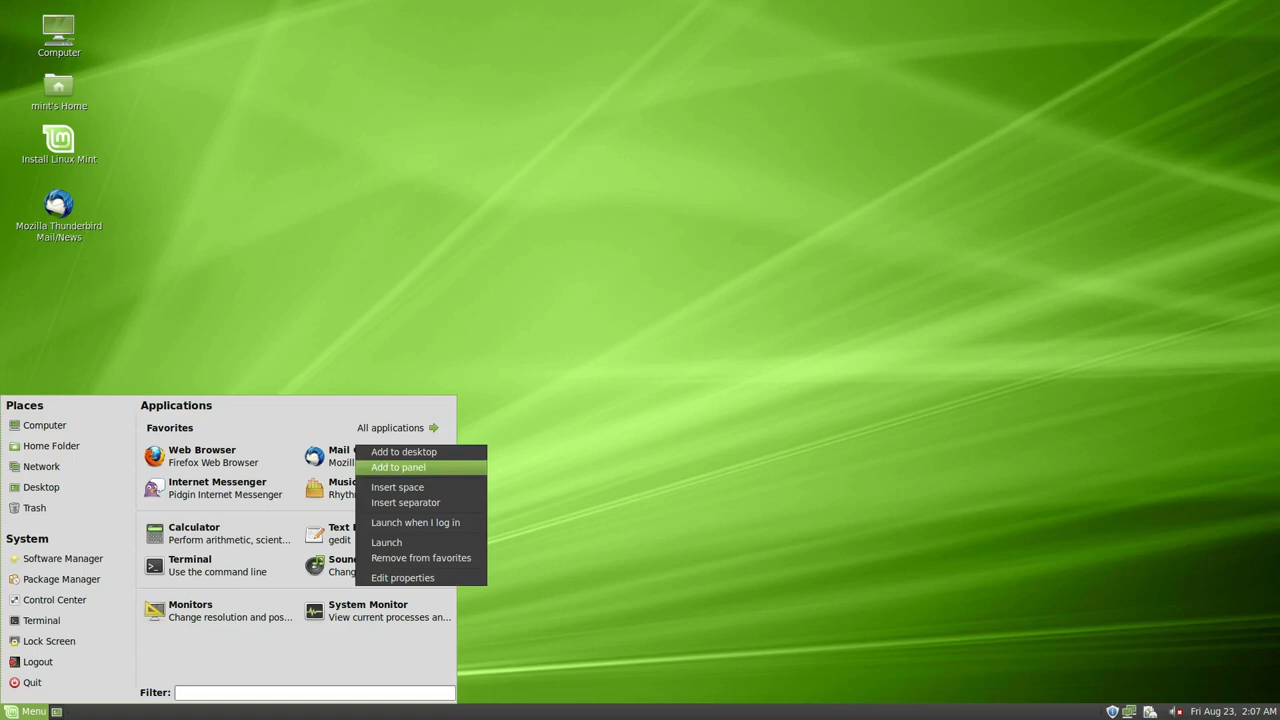 Computer
mint's Home
Install Linux Mint
Mozilla Thunderbird
Mail/News
Places
Computer
Home Folder
Network
Desktop
Trash
System
Software Manager
Package Manager
Control Center
Terminal
Lock Screen
Logout
Quit
Applications
Favorites
All applications
Web Browser
Firefox Web Browser
Mail
Mozil
Internet Messenger
Pidgin Internet Messenger
Music
Rhyth
Calculator
Perform arithmetic, scient...
Text
gedit
Terminal
Use the command line
Soun
Chang
Monitors
Change resolution and pos...
System Monitor
View current processes an...
Add to desktop
Add to panel
Insert space
Insert separator
Launch when I log in
Launch
Remove from favorites
Edit properties
Filter:
Menu
Fri Aug 23, 2:07 AM